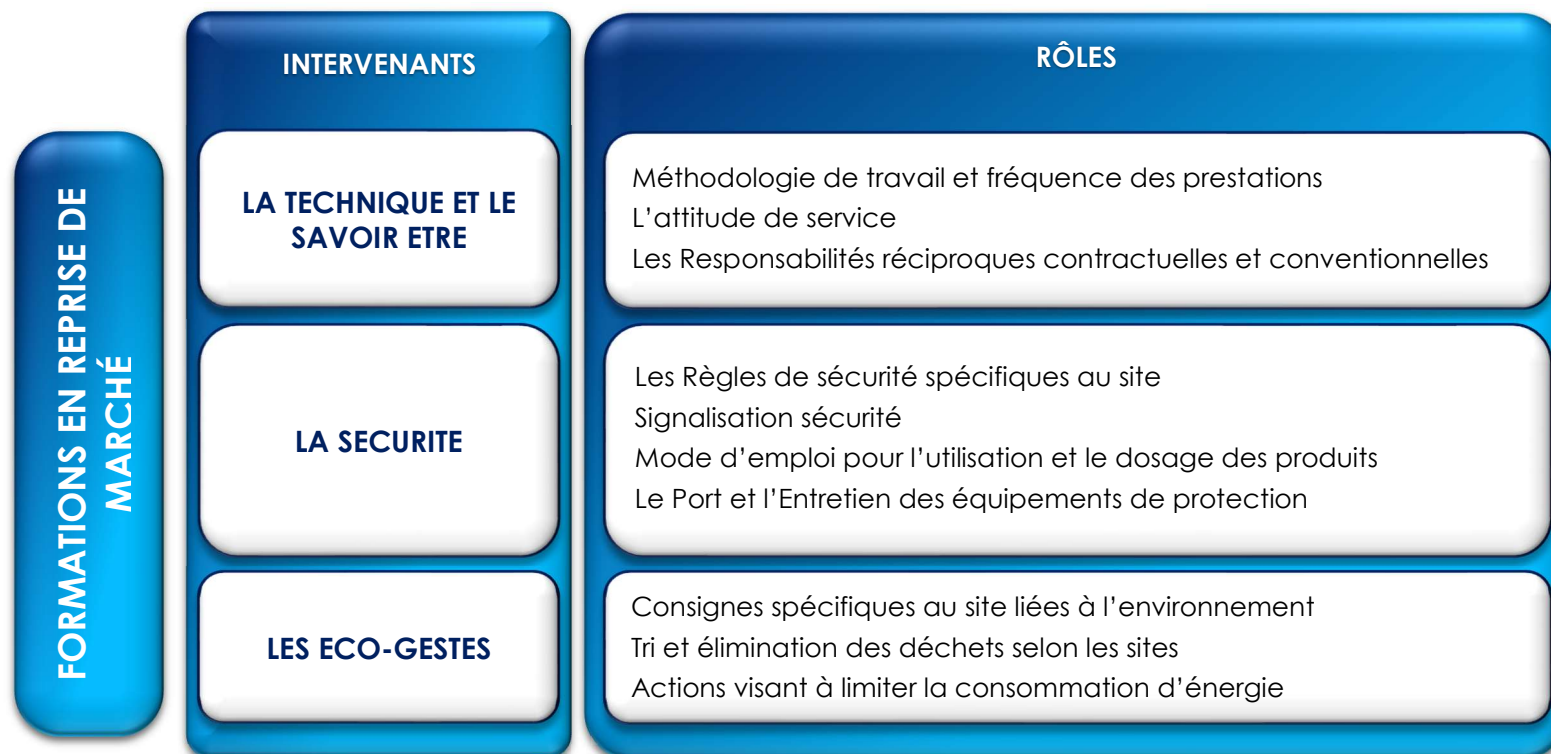 FORMATIONS EN REPRISE DE
MARCHÉ
INTERVENANTS
RÔLES
LA TECHNIQUE ET LE
SAVOIR ETRE
Méthodologie de travail et fréquence des prestations
L’attitude de service
Les Responsabilités réciproques contractuelles et conventionnelles
LA SECURITE
Les Règles de sécurité spécifiques au site
Signalisation sécurité
Mode d’emploi pour l’utilisation et le dosage des produits
Le Port et l’Entretien des équipements de protection
LES ECO-GESTES
Consignes spécifiques au site liées à l’environnement
Tri et élimination des déchets selon les sites
Actions visant à limiter la consommation d’énergie